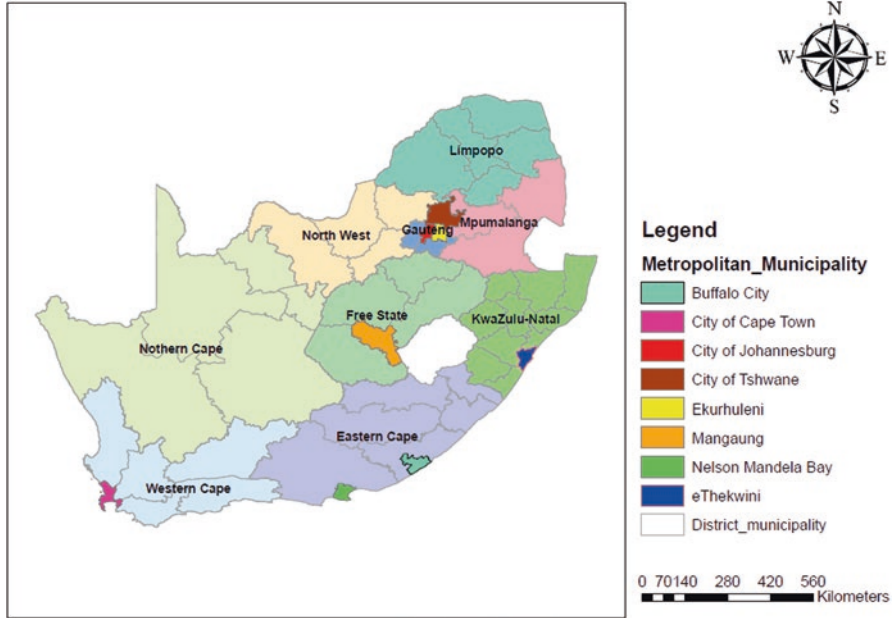 N
W E
S
Limpopo
North West
Gauteng
Mpumalanga
Free State
KwaZulu-Natal
Nothern Cape
Eastern Cape
Western Cape
Legend
Metropolitan_Municipality
Buffalo City
City of Cape Town
City of Johannesburg
City of Tshwane
Ekurhuleni
Mangaung
Nelson Mandela Bay
eThekwini
District_municipality
0 70 140 280 420 560
Kilometers